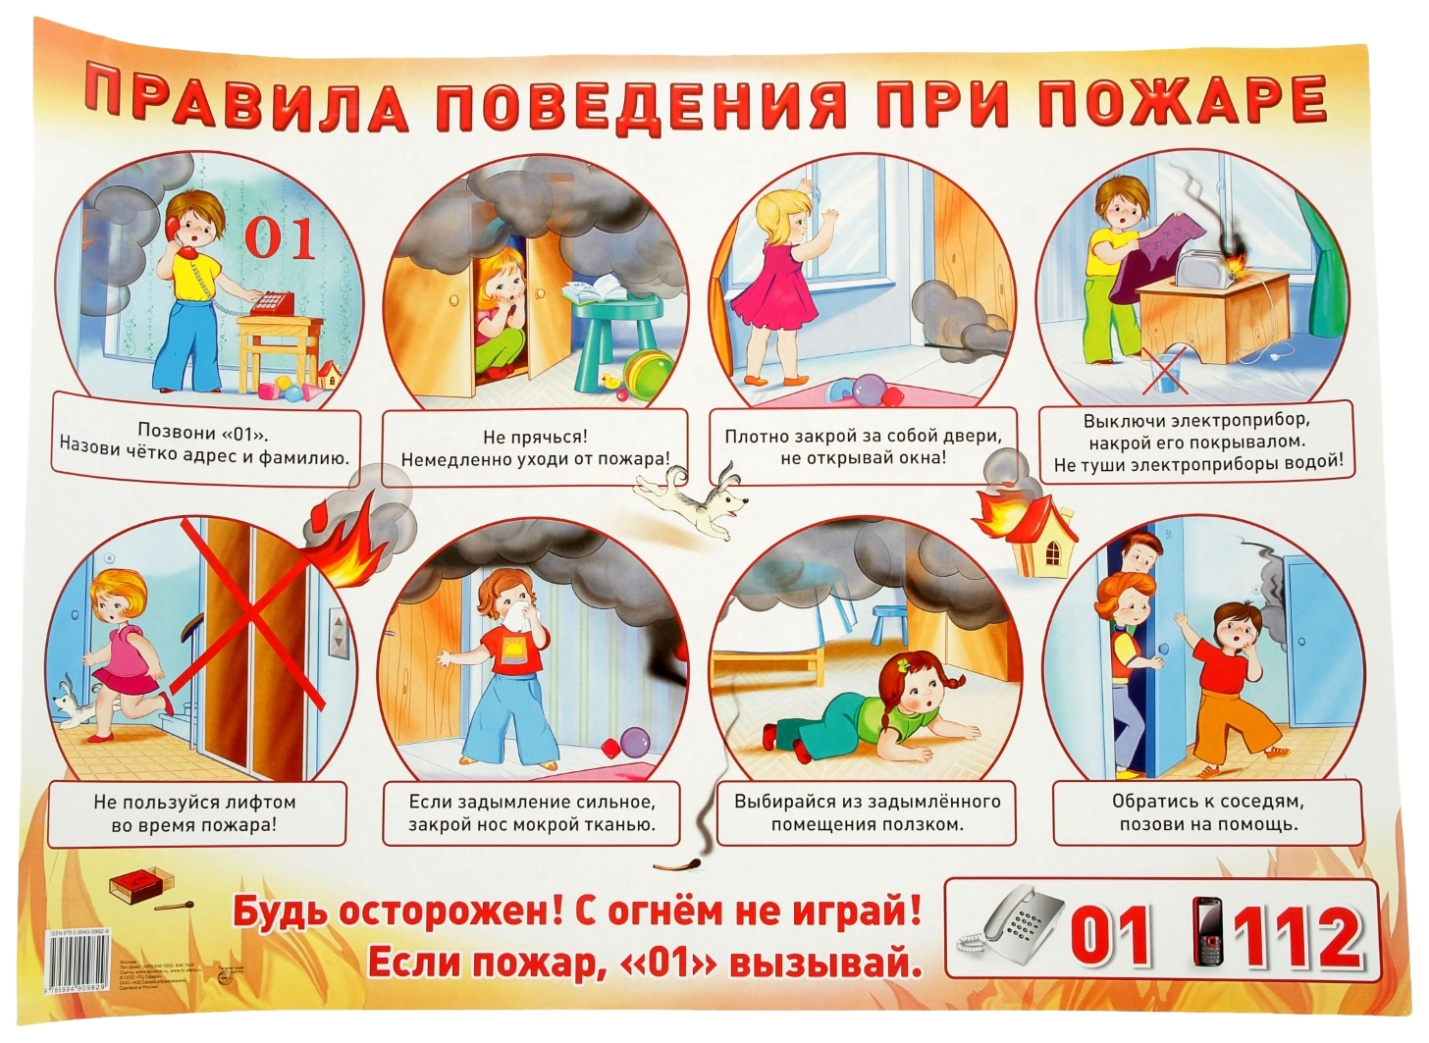 ПРАВИЛА ПОВЕДЕНИЯ ПРИ ПОЖАРЕ
01
Позвони «01».
Назови чётко адрес и фамилию.
Не прячься!
Немедленно уходи от пожара!
Плотно закрой за собой двери,
не открывай окна!
Выключи электроприбор,
накрой его покрывалом.
Не туши электроприборы водой!
Не пользуйся лифтом
во время пожара!
Если задымление сильное,
закрой нос мокрой тканью.
Выбирайся из задымлённого
помещения ползком.
Обратись к соседям,
позови на помощь.
Будь осторожен! С огнём не играй!
Если пожар, «01» вызывай.
01 112